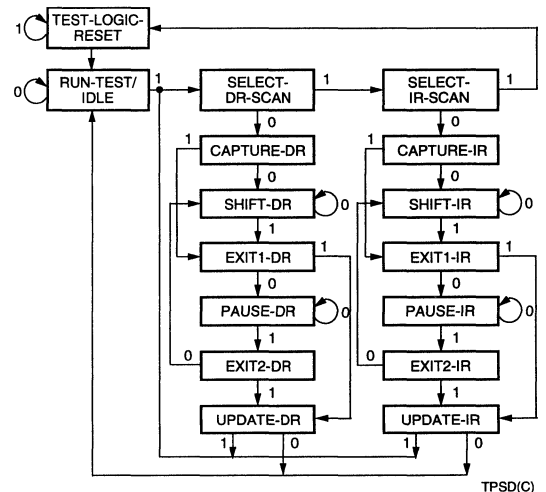 1
TEST-LOGIC-
RESET
0
RUN-TEST/
IDLE
1
SELECT-
DR-SCAN
1
SELECT-
IR-SCAN
1
0
0
1
CAPTURE-DR
1
CAPTURE-IR
0
0
SHIFT-DR
0
SHIFT-IR
0
1
1
EXIT1-DR
1
EXIT1-IR
1
0
0
PAUSE-DR
0
PAUSE-IR
0
1
1
0
EXIT2-DR
0
EXIT2-IR
1
1
UPDATE-DR
UPDATE-IR
1
0
1
0
TPSD(C)